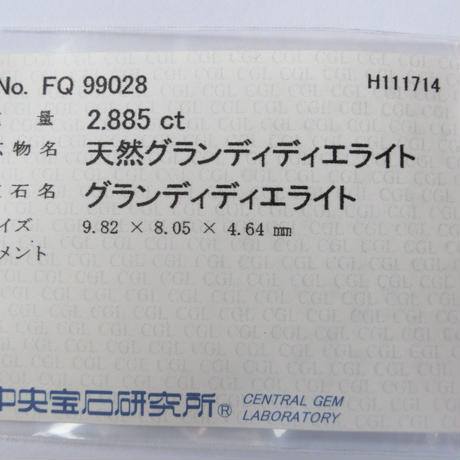 No. FQ 99028 H111714
量 2.885 ct
物名 天然グランディディエライト
石名 グランディディエライト
イズ 9.82 × 8.05 × 4.64 mm
メント
中央宝石研究所® CENTRAL GEM
LABORATORY